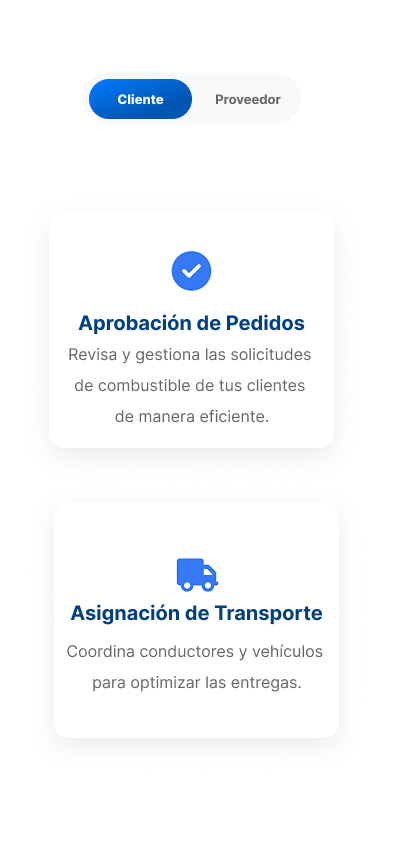 Cliente
Proveedor
Aprobación de Pedidos
Revisa y gestiona las solicitudes
de combustible de tus clientes
de manera eficiente.
Asignación de Transporte
Coordina conductores y vehículos
para optimizar las entregas.